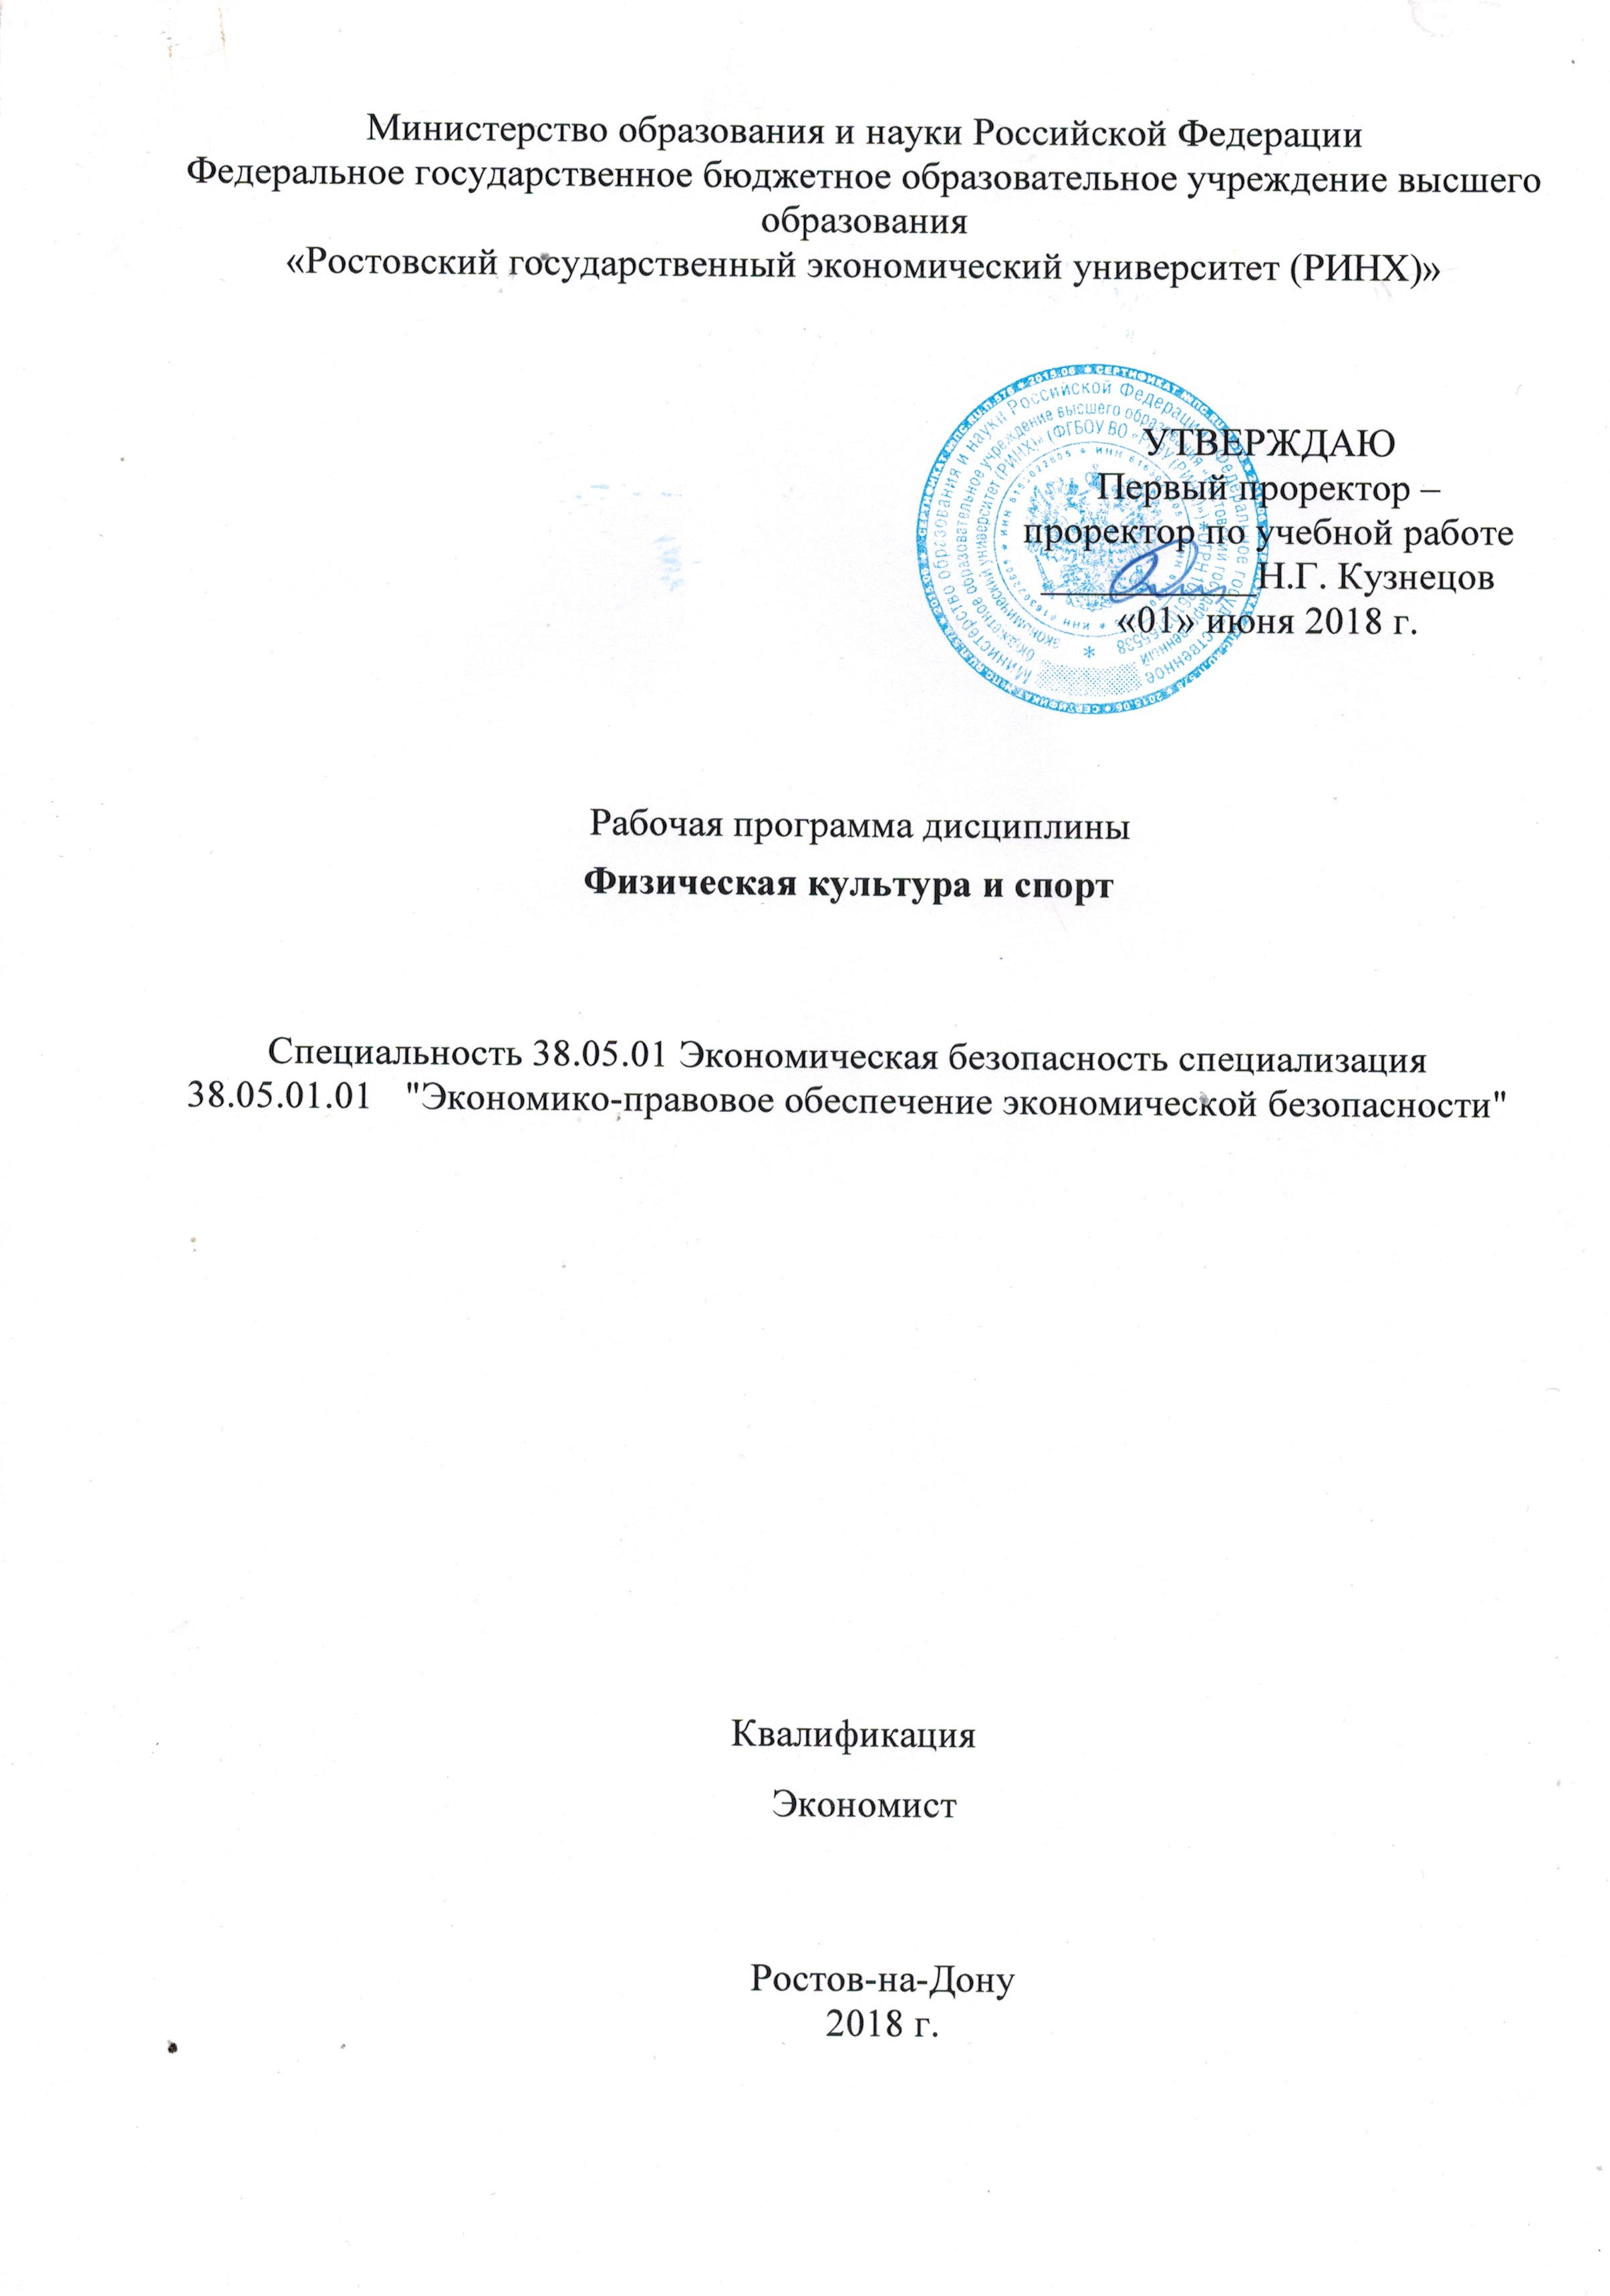 Министерство образования и науки Российской Федерации
Федеральное государственное бюджетное образовательное учреждение высшего
образования
«Ростовский государственный экономический университет (РИНХ)»
УТВЕРЖДАЮ
Первый проректор –
проректор по учебной работе
Н.Г. Кузнецов
«01» июня 2018 г.
Рабочая программа дисциплины
Физическая культура и спорт
Специальность 38.05.01 Экономическая безопасность специализация
38.05.01.01 "Экономико-правовое обеспечение экономической безопасности"
Квалификация
Экономист
Ростов-на-Дону
2018 г.